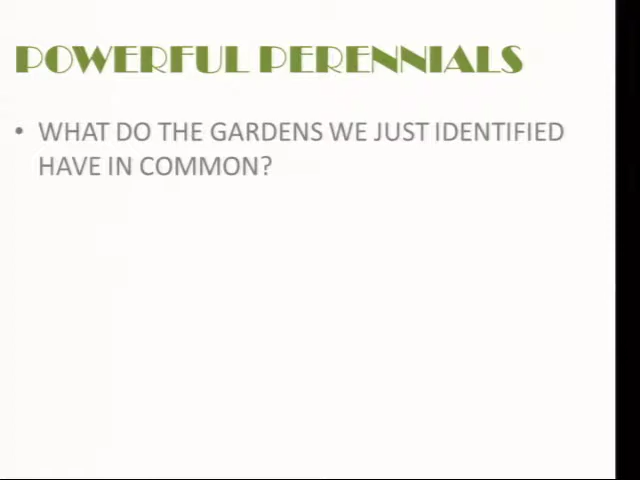 POWERFUL PERENNIALS
• WHAT DO THE GARDENS WE JUST IDENTIFIED
HAVE IN COMMON?